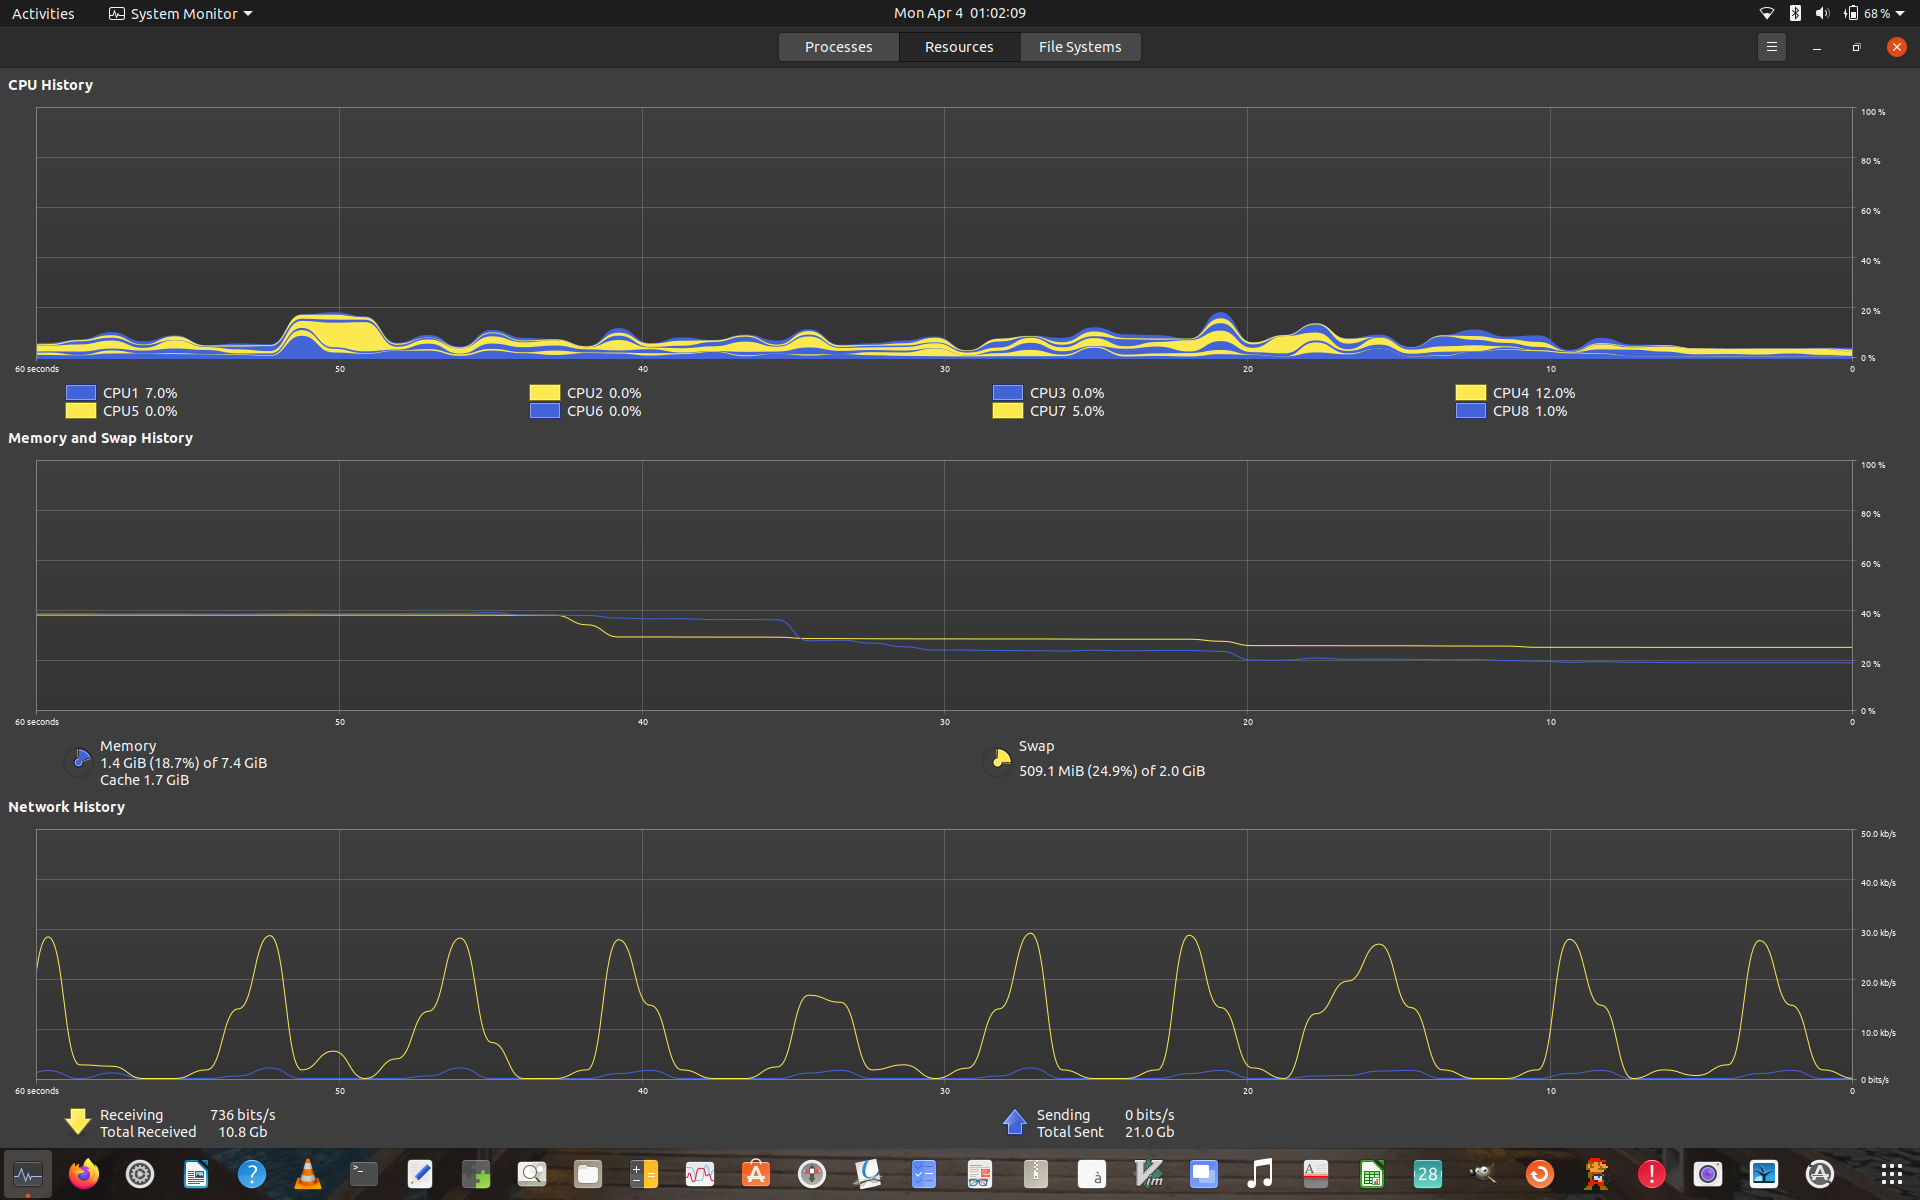 Activities System Monitor Mon Apr 4 01:02:09 68 %
Processes Resources File Systems
CPU History
100 %
80 %
60 %
40 %
20 %
0 %
60 seconds 50 40 30 20 10 0
CPU1 7.0% CPU2 0.0% CPU3 0.0% CPU4 12.0%
CPU5 0.0% CPU6 0.0% CPU7 5.0% CPU8 1.0%
Memory and Swap History
100 %
80 %
60 %
40 %
20 %
0 %
60 seconds 50 40 30 20 10 0
Memory
1.4 GiB (18.7%) of 7.4 GiB
Cache 1.7 GiB
Swap
509.1 MiB (24.9%) of 2.0 GiB
Network History
50.0 kb/s
40.0 kb/s
30.0 kb/s
20.0 kb/s
10.0 kb/s
0 bits/s
60 seconds 50 40 30 20 10 0
Receiving 736 bits/s
Total Received 10.8 Gb
Sending 0 bits/s
Total Sent 21.0 Gb
? >_ à Vim A 28 !